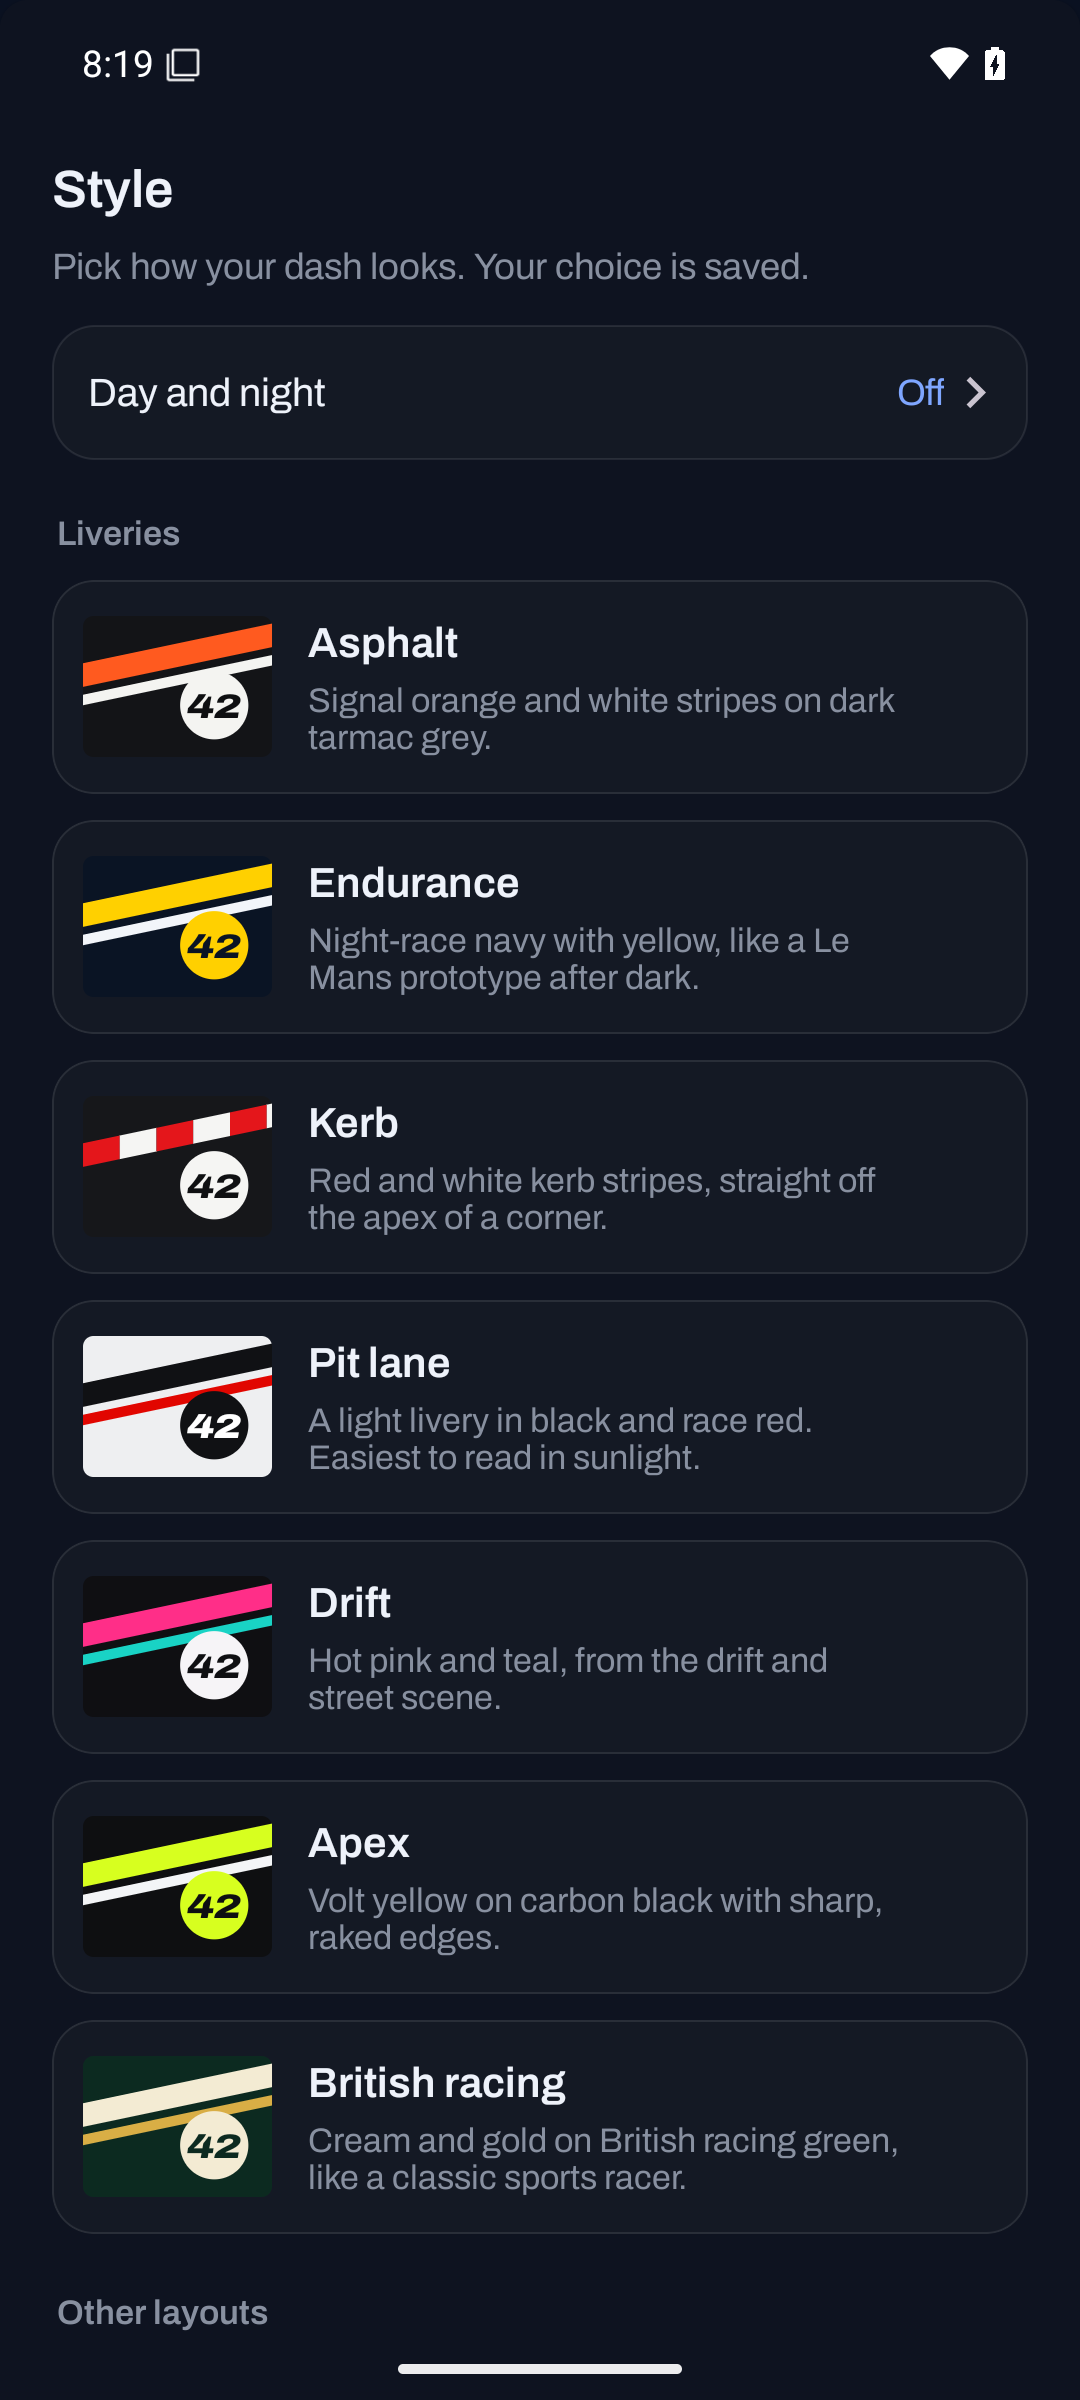 8:19
Style
Pick how your dash looks. Your choice is saved.
Day and night
Off
Liveries
42
Asphalt
Signal orange and white stripes on dark
tarmac grey.
42
Endurance
Night-race navy with yellow, like a Le
Mans prototype after dark.
42
Kerb
Red and white kerb stripes, straight off
the apex of a corner.
42
Pit lane
A light livery in black and race red.
Easiest to read in sunlight.
42
Drift
Hot pink and teal, from the drift and
street scene.
42
Apex
Volt yellow on carbon black with sharp,
raked edges.
42
British racing
Cream and gold on British racing green,
like a classic sports racer.
Other layouts